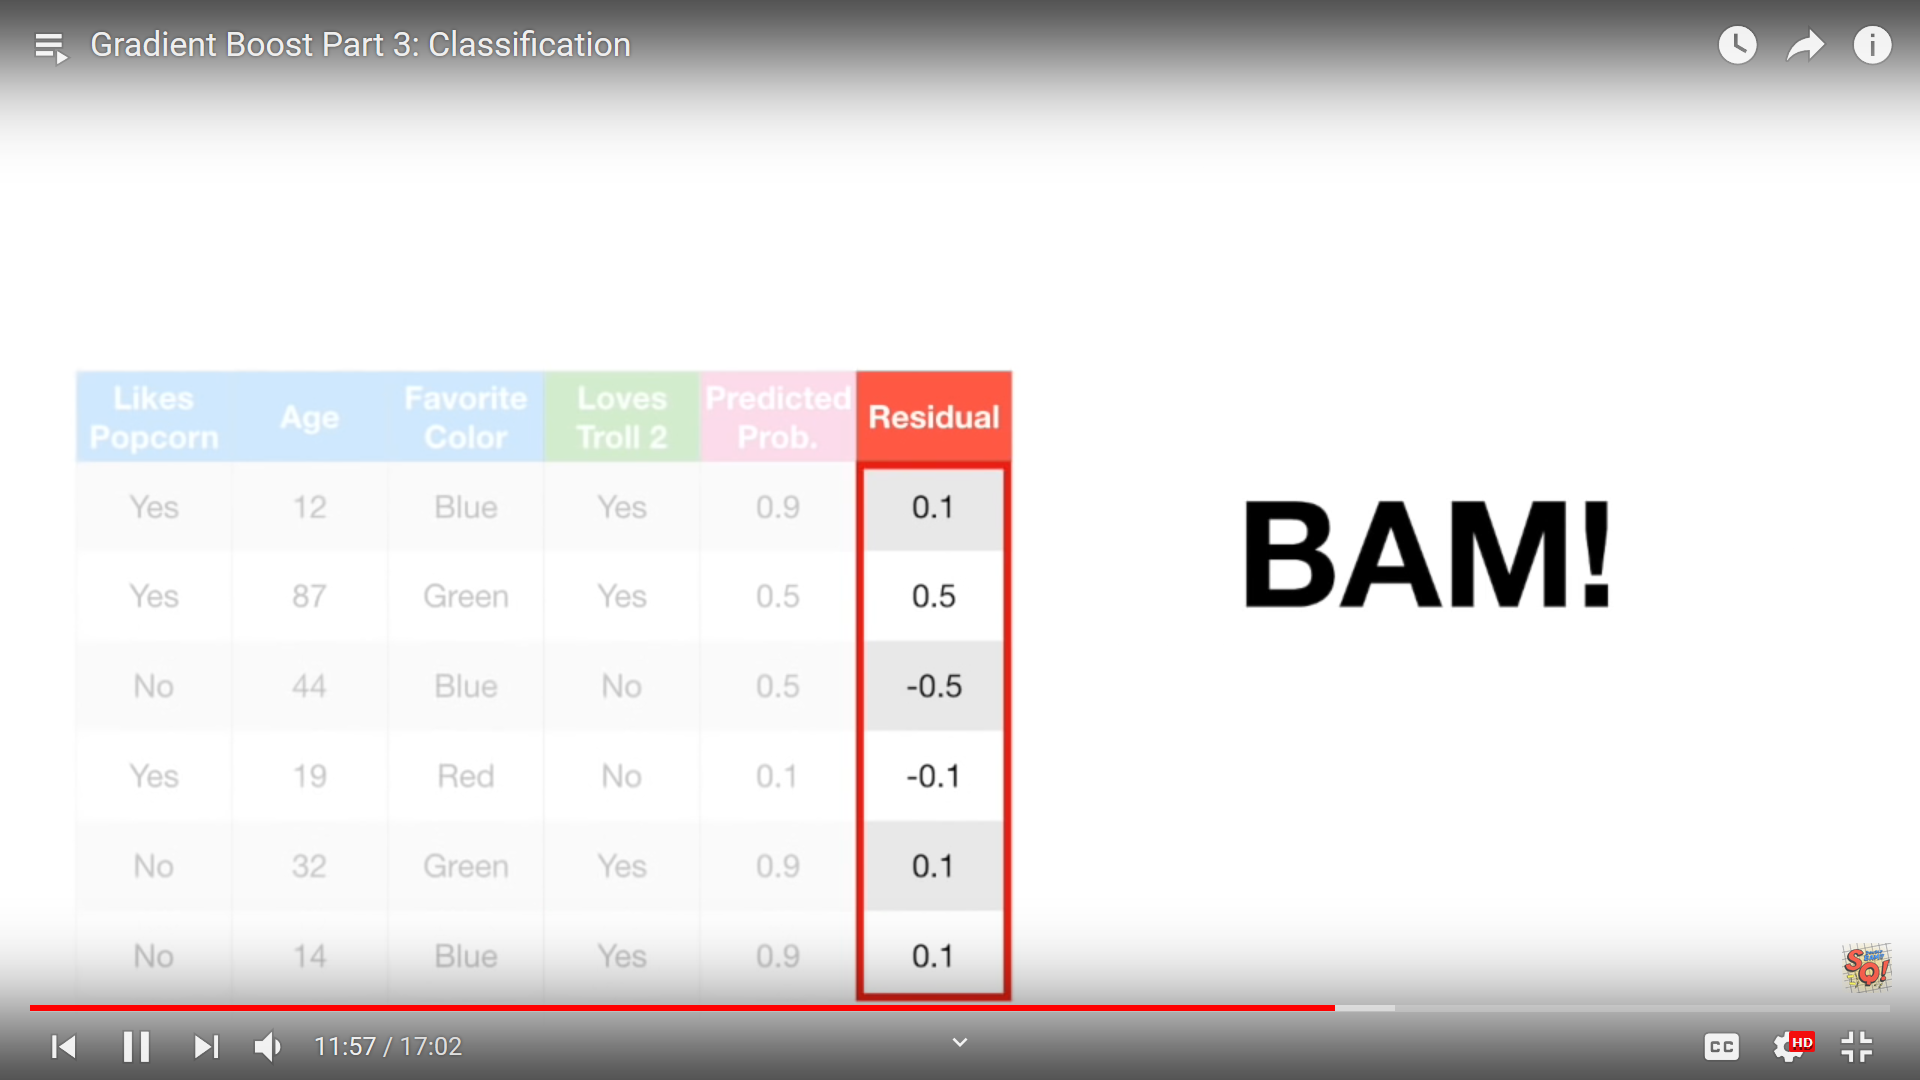 Gradient Boost Part 3: Classification
Likes Popcorn Age Favorite Color Loves Troll 2 Predicted Prob. Residual
Yes 12 Blue Yes 0.9 0.1
Yes 87 Green Yes 0.5 0.5
No 44 Blue No 0.5 -0.5
Yes 19 Red No 0.1 -0.1
No 32 Green Yes 0.9 0.1
No 14 Blue Yes 0.9 0.1
BAM!
SQ!
11:57 / 17:02
CC
HD